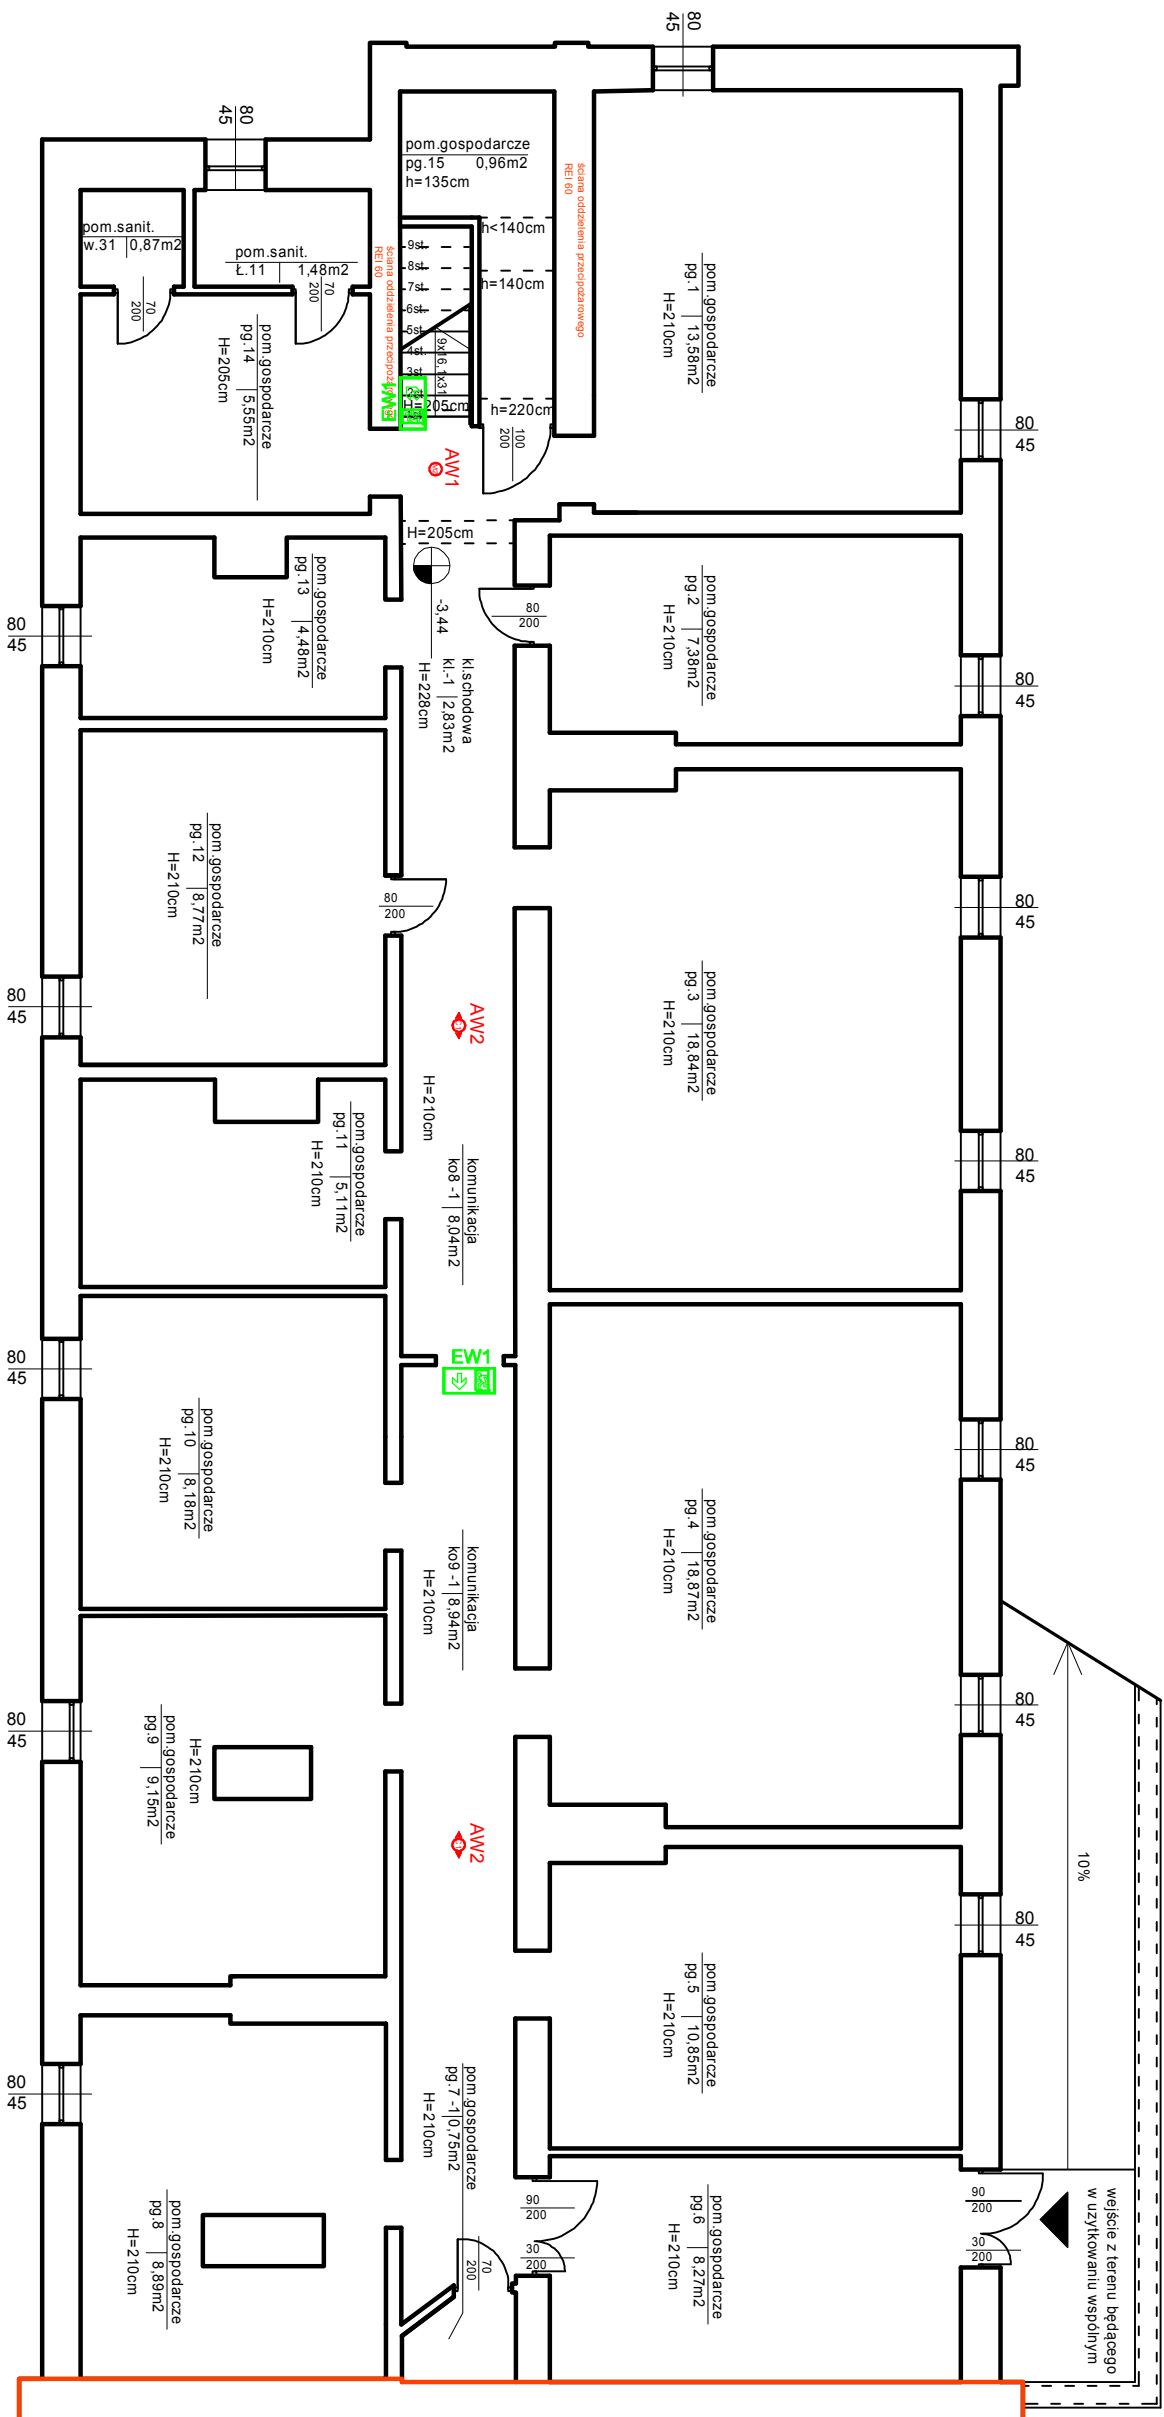 80
45
80
45
pom.gospodarcze
pg.15 0,96m2
h=135cm
ściana oddzielenia przecipożarowego
REI 60
h<140cm
h=140cm
pom.sanit.
w.31 0,87m2
pom.sanit.
Ł.11 1,48m2
70
200
70
200
ściana oddzielenia przecipożarowego
REI 60
9st.
8st.
7st.
6st.
5st.
4st.
3st.
9x16,1x31
H=205cm
h=220cm
100
200
EW1
AW1
pom.gospodarcze
pg.1 13,58m2
H=210cm
80
45
pom.gospodarcze
pg.14 5,55m2
H=205cm
H=205cm
pom.gospodarcze
pg.13 4,48m2
H=210cm
80
45
-3,44
kl.schodowa
kl.-1 2,83m2
H=228cm
80
200
pom.gospodarcze
pg.2 7,38m2
H=210cm
80
45
pom.gospodarcze
pg.12 8,77m2
H=210cm
80
200
80
45
80
45
pom.gospodarcze
pg.3 18,84m2
H=210cm
AW2
H=210cm
komunikacja
ko8 -1 8,04m2
80
45
pom.gospodarcze
pg.11 5,11m2
H=210cm
EW1
80
45
pom.gospodarcze
pg.10 8,18m2
H=210cm
80
45
pom.gospodarcze
pg.4 18,87m2
H=210cm
komunikacja
ko9 -1 8,94m2
H=210cm
80
45
80
45
H=210cm
pom.gospodarcze
pg.9 9,15m2
AW2
10%
80
45
pom.gospodarcze
pg.5 10,85m2
H=210cm
80
45
pom.gospodarcze
pg.7 -1 0,75m2
H=210cm
pom.gospodarcze
pg.8 8,89m2
H=210cm
70
200
90
200
30
200
pom.gospodarcze
pg.6 8,27m2
H=210cm
90
200
30
200
wejście z terenu będącego
w uzytkowaniu wspólnym